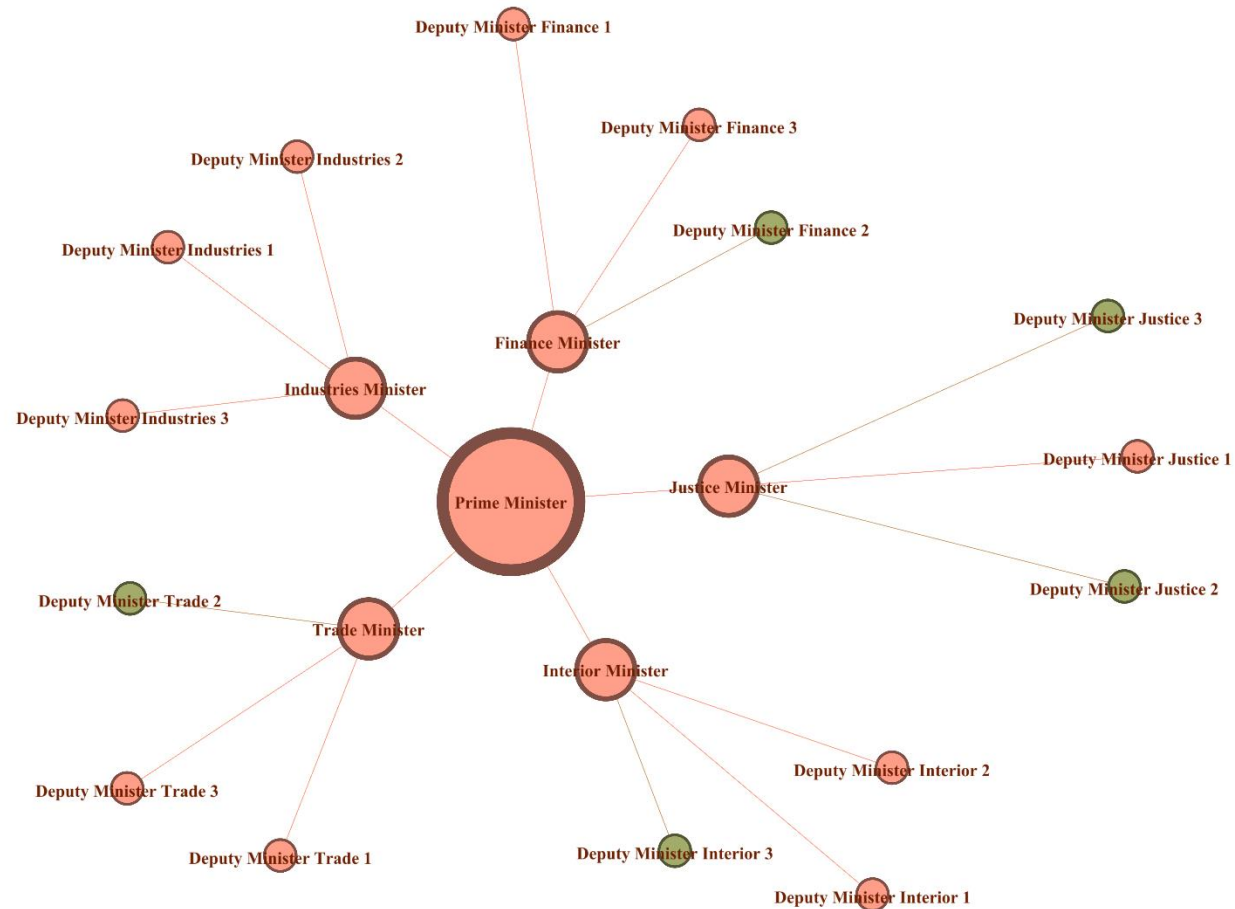 Deputy Minister Finance 1
Deputy Minister Finance 3
Deputy Minister Industries 2
Deputy Minister Finance 2
Deputy Minister Industries 1
Deputy Minister Justice 3
Finance Minister
Industries Minister
Deputy Minister Industries 3
Deputy Minister Justice 1
Justice Minister
Prime Minister
Deputy Minister Justice 2
Deputy Minister Trade 2
Trade Minister
Interior Minister
Deputy Minister Interior 2
Deputy Minister Trade 3
Deputy Minister Interior 3
Deputy Minister Trade 1
Deputy Minister Interior 1